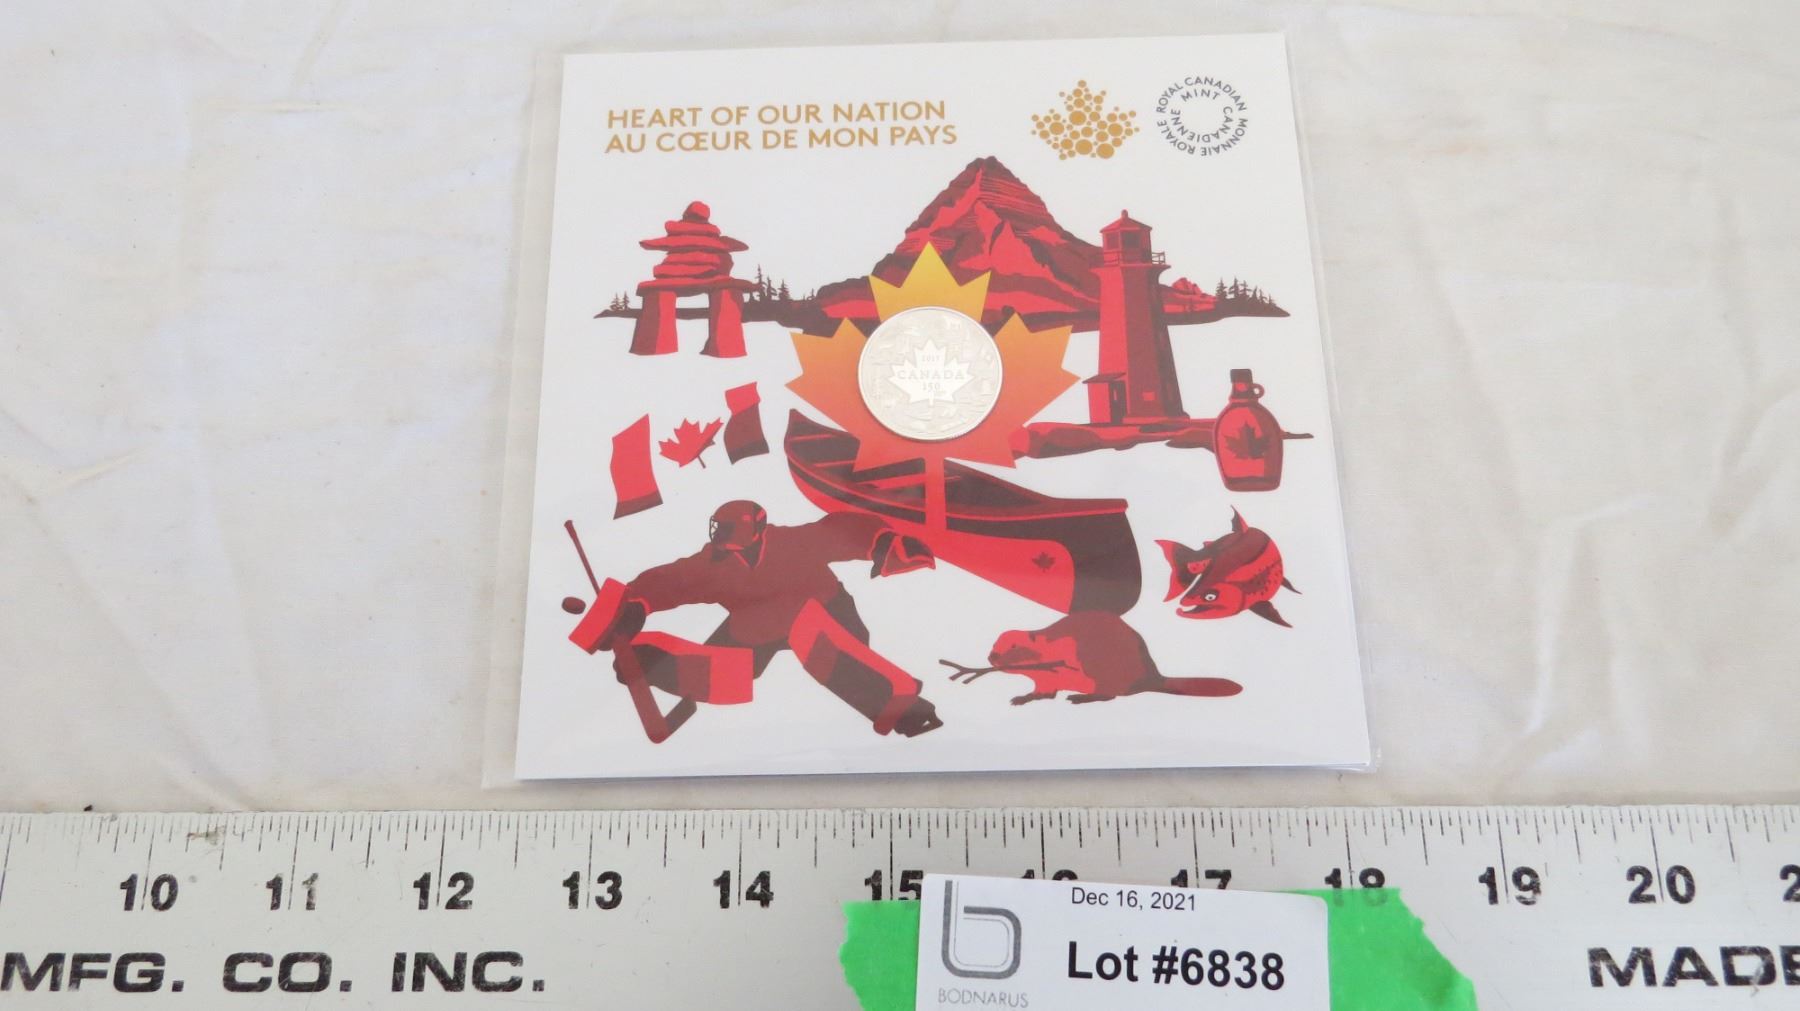 HEART OF OUR NATION
AU CŒUR DE MON PAYS
ROYAL CANADIAN MINT
MONNAIE ROYALE CANADIENNE
2017
CANADA
150
10 11 12 13 14 15 17 18 19 20 2
MFG. CO. INC.
MADE
Dec 16, 2021
Lot #6838
b
BODNARUS